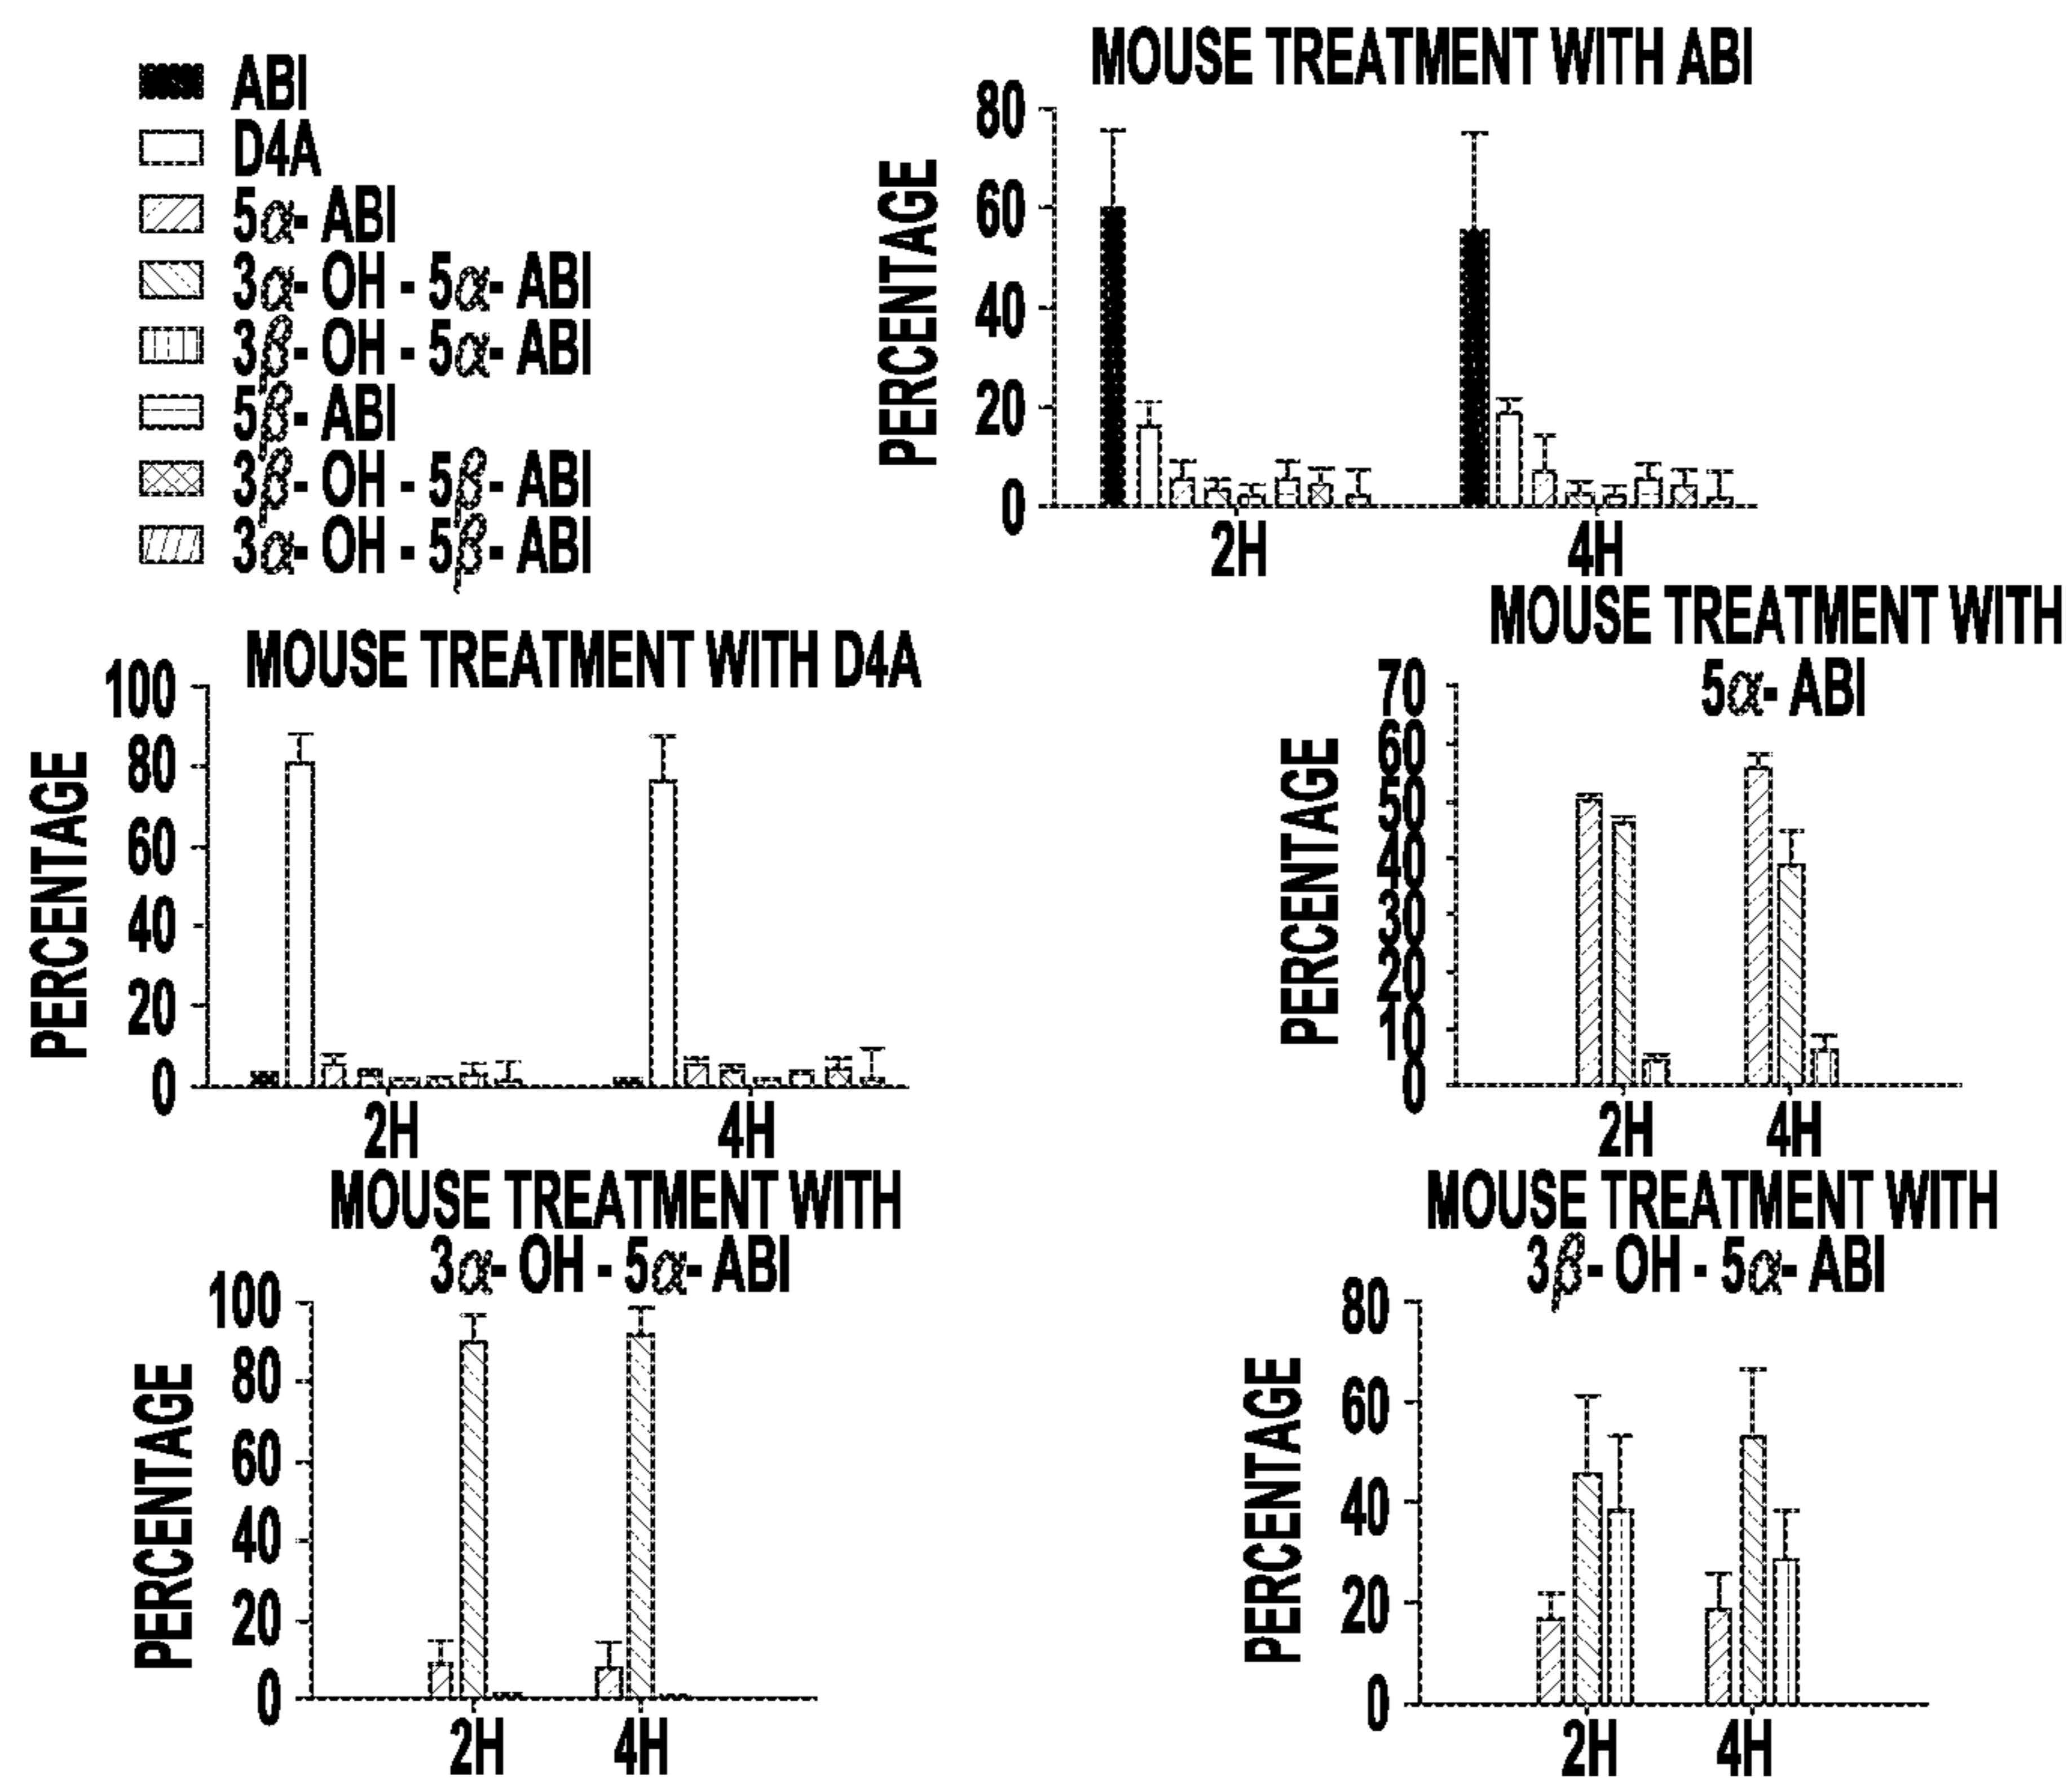 ABI
D4A
5α- ABI
3α- OH - 5α- ABI
3β- OH - 5α- ABI
5β- ABI
3β- OH - 5β- ABI
3α- OH - 5β- ABI
MOUSE TREATMENT WITH ABI
PERCENTAGE
80
60
40
20
0
2H 4H
MOUSE TREATMENT WITH D4A
PERCENTAGE
100
80
60
40
20
0
2H 4H
MOUSE TREATMENT WITH
5α- ABI
PERCENTAGE
70
60
50
40
30
20
10
0
2H 4H
MOUSE TREATMENT WITH
3α- OH - 5α- ABI
PERCENTAGE
100
80
60
40
20
0
2H 4H
MOUSE TREATMENT WITH
3β- OH - 5α- ABI
PERCENTAGE
80
60
40
20
0
2H 4H